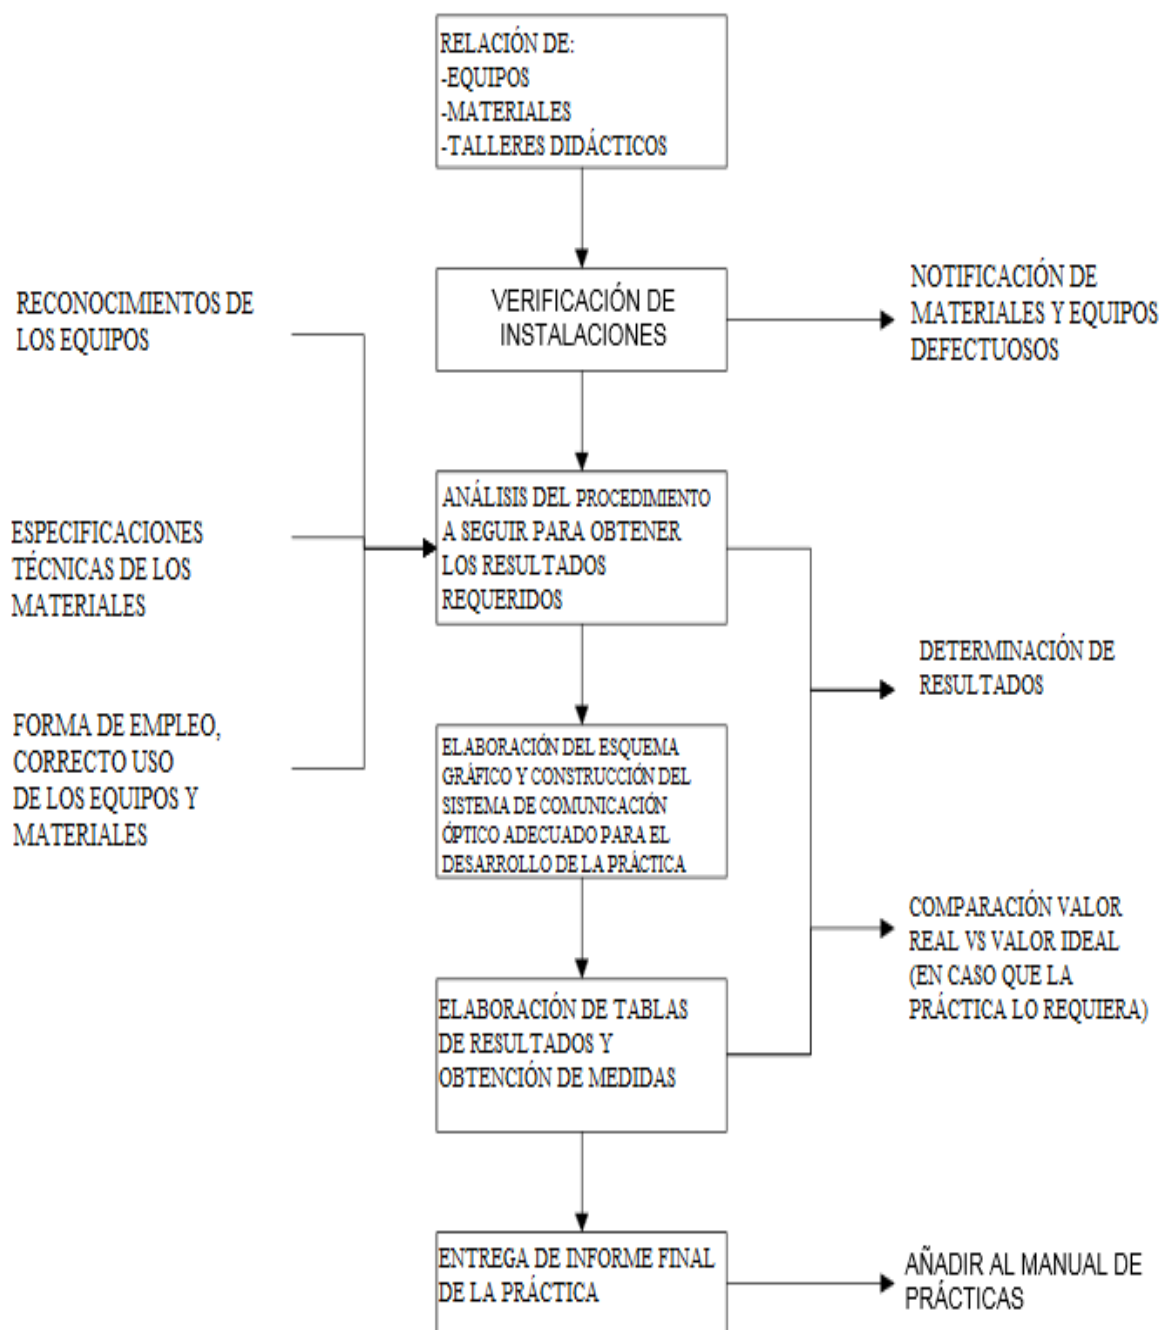 RELACIÓN DE:
-EQUIPOS
-MATERIALES
-TALLERES DIDÁCTICOS
VERIFICACIÓN DE
INSTALACIONES
NOTIFICACIÓN DE
MATERIALES Y EQUIPOS
DEFECTUOSOS
RECONOCIMIENTOS DE
LOS EQUIPOS
ESPECIFICACIONES
TÉCNICAS DE LOS
MATERIALES
FORMA DE EMPLEO,
CORRECTO USO
DE LOS EQUIPOS Y
MATERIALES
ANÁLISIS DEL PROCEDIMIENTO
A SEGUIR PARA OBTENER
LOS RESULTADOS
REQUERIDOS
DETERMINACIÓN DE
RESULTADOS
ELABORACIÓN DEL ESQUEMA
GRÁFICO Y CONSTRUCCIÓN DEL
SISTEMA DE COMUNICACIÓN
ÓPTICO ADECUADO PARA EL
DESARROLLO DE LA PRÁCTICA
COMPARACIÓN VALOR
REAL VS VALOR IDEAL
(EN CASO QUE LA
PRÁCTICA LO REQUIERA)
ELABORACIÓN DE TABLAS
DE RESULTADOS Y
OBTENCIÓN DE MEDIDAS
ENTREGA DE INFORME FINAL
DE LA PRÁCTICA
AÑADIR AL MANUAL DE
PRÁCTICAS